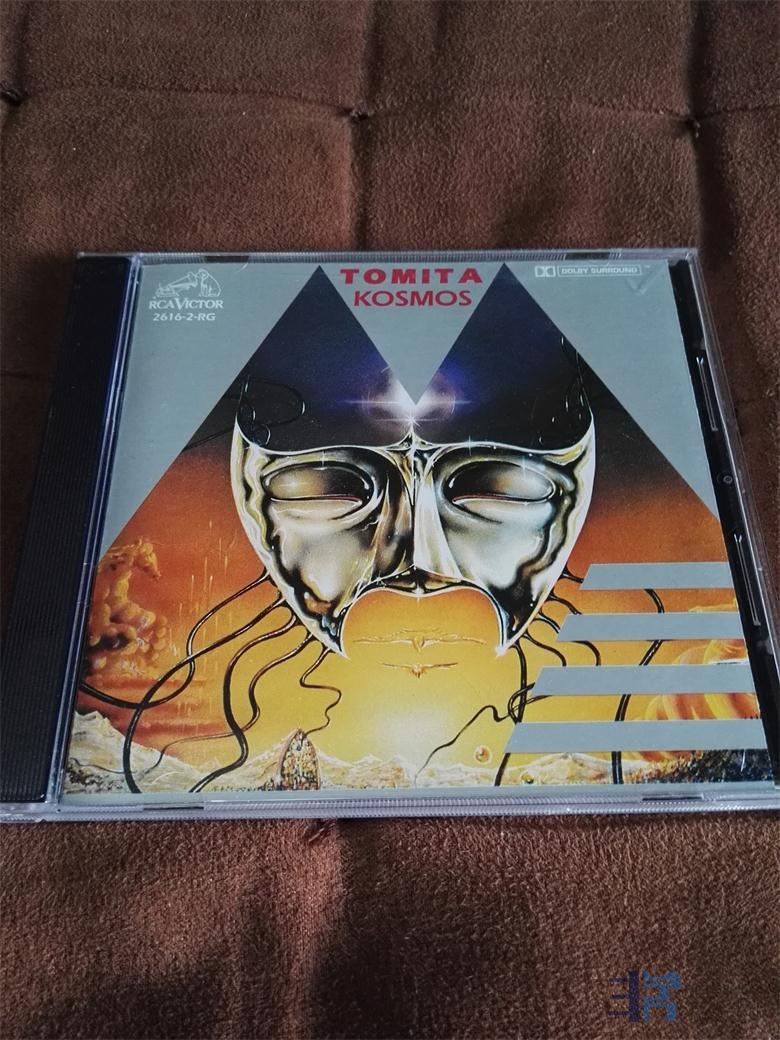 TOMITA
KOSMOS
RCA VICTOR
2616-2-RG
DOLBY SURROUND